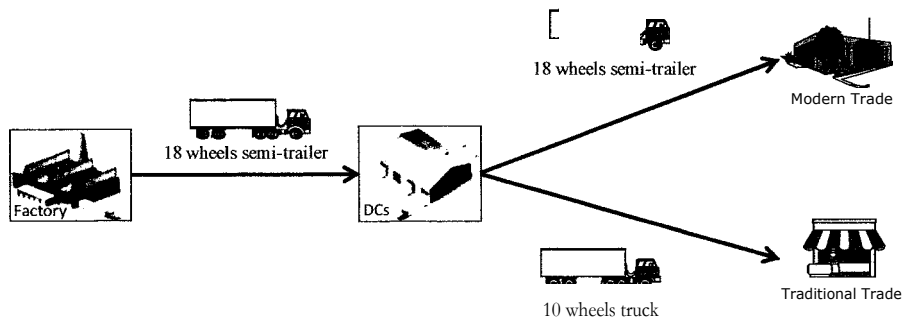 18 wheels semi-trailer
Modern Trade
18 wheels semi-trailer
Factory
DCs
10 wheels truck
Traditional Trade